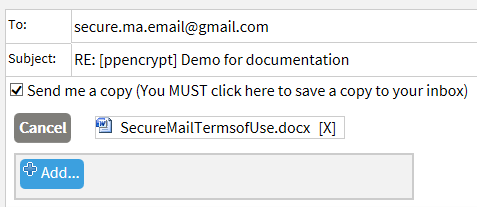 To: secure.ma.email@gmail.com
Subject: RE: [ppencrypt] Demo for documentation
Send me a copy (You MUST click here to save a copy to your inbox)
Cancel SecureMailTermsofUse.docx [X]
Add...